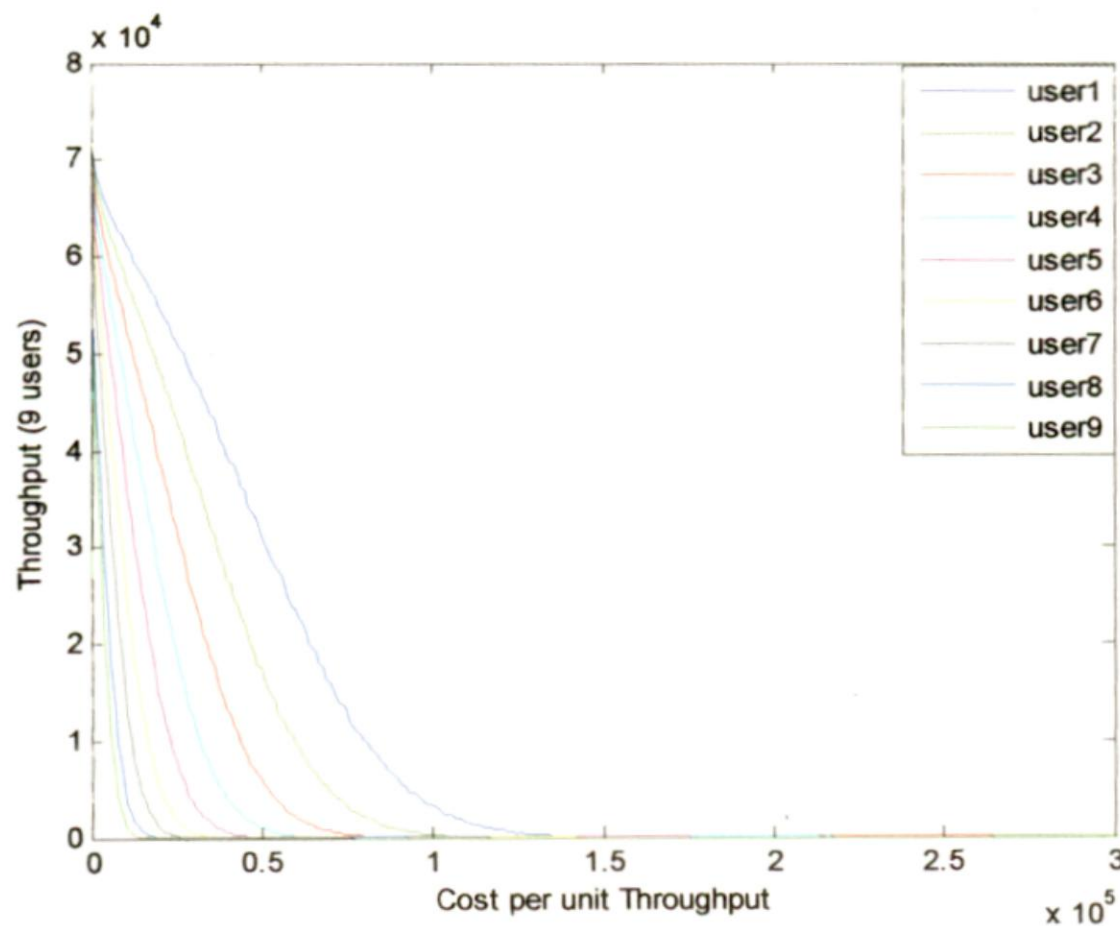 x 10^4
8
7
6
5
4
3
2
1
0
Throughput (9 users)
user1
user2
user3
user4
user5
user6
user7
user8
user9
0 0.5 1 1.5 2 2.5 3
Cost per unit Throughput
x 10^5